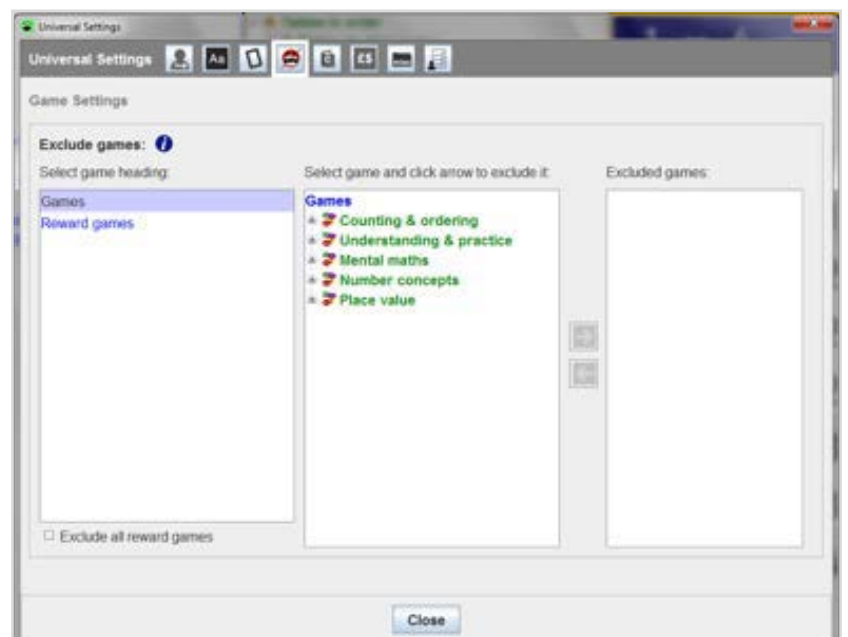 Universal Settings
Universal Settings Aa £$
Game Settings
Exclude games: i
Select game heading:
Games
Reward games
Exclude all reward games
Select game and click arrow to exclude it:
Games
Counting & ordering
Understanding & practice
Mental maths
Number concepts
Place value
Excluded games:
Close